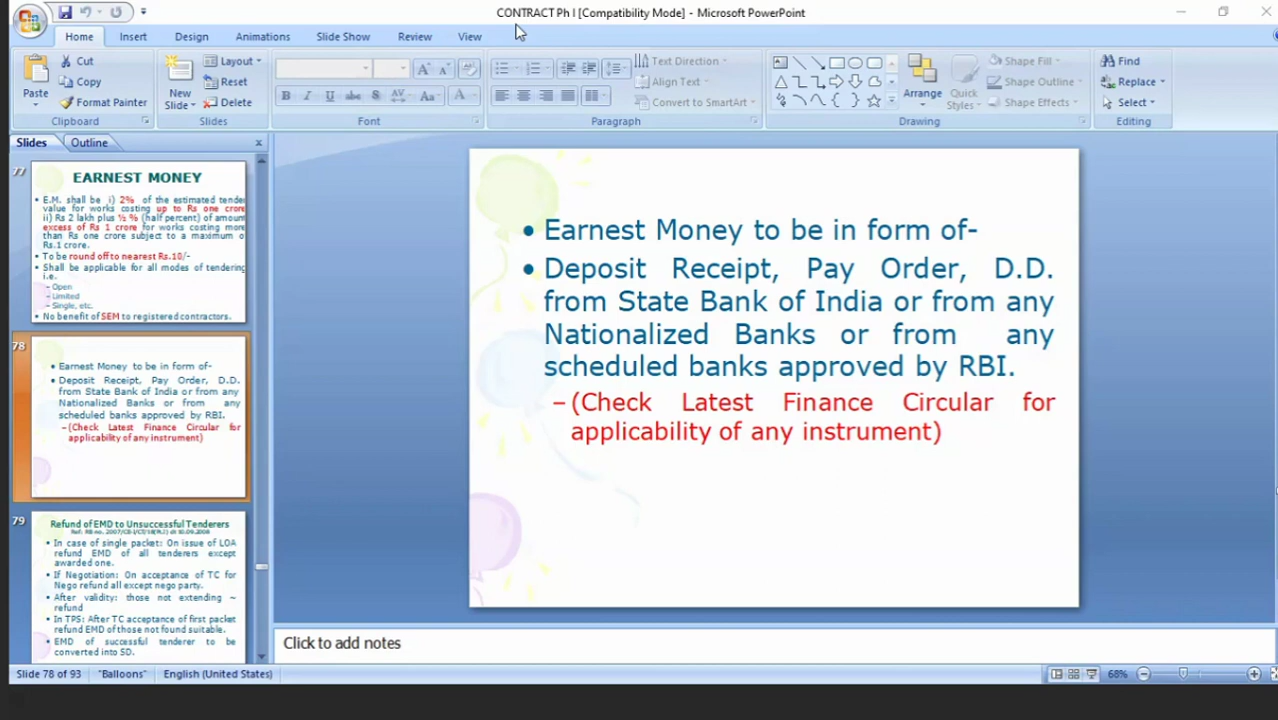 CONTRACT Ph I [Compatibility Mode] - Microsoft PowerPoint
Home Insert Design Animations Slide Show Review View
Paste
Cut
Copy
Format Painter
Clipboard
New Slide
Layout
Reset
Delete
Slides
Font
Text Direction
Align Text
Convert to SmartArt
Paragraph
Arrange
Quick Styles
Shape Fill
Shape Outline
Shape Effects
Drawing
Find
Replace
Select
Editing
Slides Outline
77
EARNEST MONEY
E.M. shall be i) 2% of the estimated tende
value for works costing up to Rs one crore
ii) Rs 2 lakh plus ½ % (half percent) of amount
excess of Rs 1 crore for works costing more
than Rs one crore subject to a maximum o
Rs.1 crore.
To be round off to nearest Rs.10/-
Shall be applicable for all modes of tendering
i.e.
– Open
– Limited
– Single, etc.
No benefit of SEM to registered contractors.
78
Earnest Money to be in form of-
Deposit Receipt, Pay Order, D.D.
from State Bank of India or from any
Nationalized Banks or from any
scheduled banks approved by RBI.
–(Check Latest Finance Circular for
applicability of any instrument)
79
Refund of EMD to Unsuccessful Tenderers
In case of single packet: On issue of LOA
refund EMD of all tenderers except
awarded one.
If Negotiation: On acceptance of TC for
Nego refund all except nego party.
After validity: those not extending ~
refund
In TPS: After TC acceptance of first packet
refund EMD of those not found suitable.
EMD of successful tenderer to be
converted into SD.
• Earnest Money to be in form of-
• Deposit Receipt, Pay Order, D.D.
from State Bank of India or from any
Nationalized Banks or from any
scheduled banks approved by RBI.
–(Check Latest Finance Circular for
applicability of any instrument)
Click to add notes
Slide 78 of 93 "Balloons" English (United States) 68%